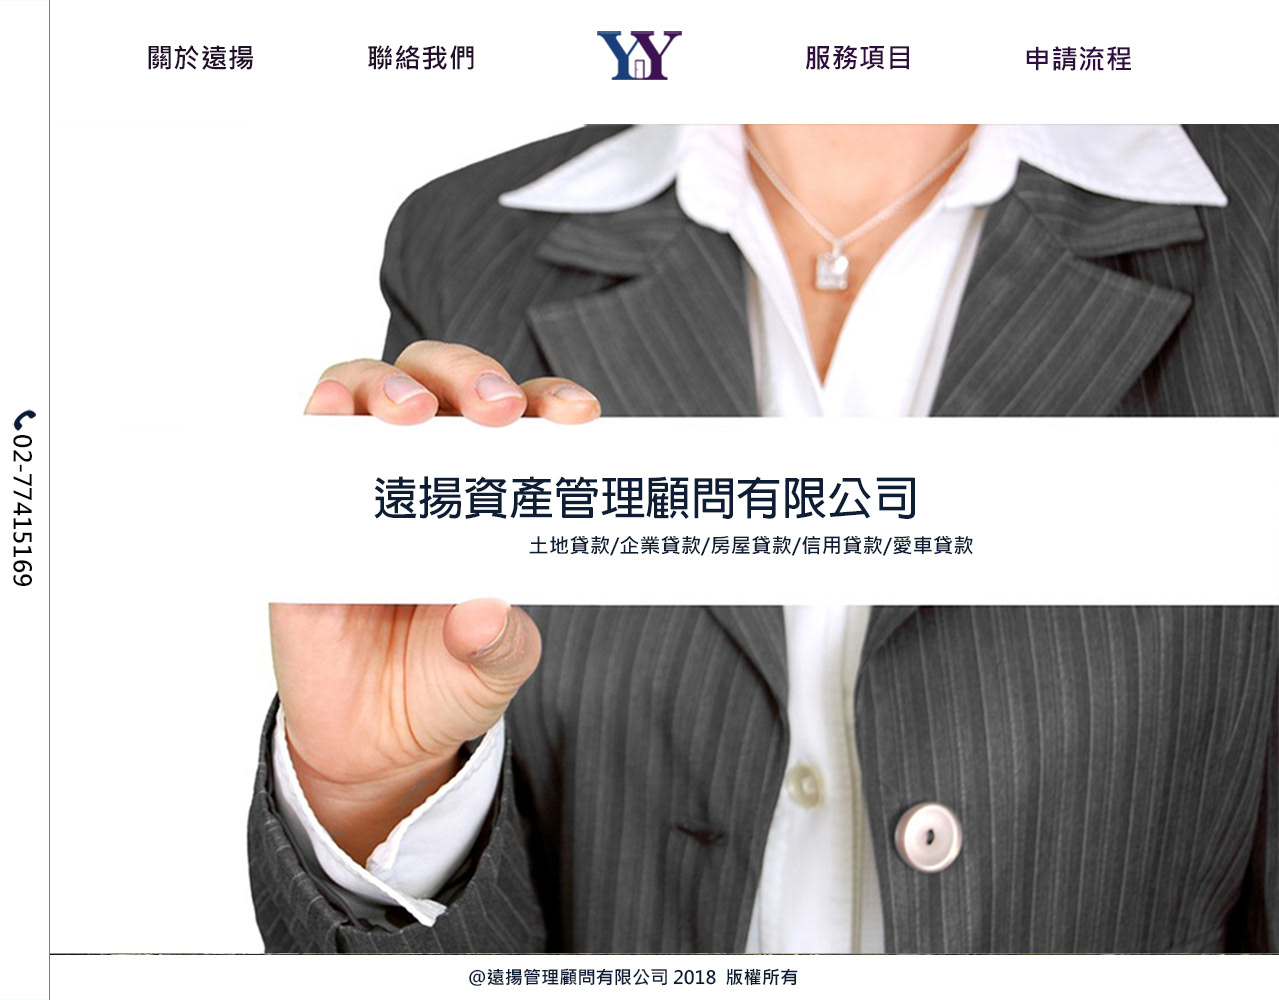 關於遠揚
聯絡我們
YY
服務項目
申請流程
02-77415169
遠揚資產管理顧問有限公司
土地貸款/企業貸款/房屋貸款/信用貸款/愛車貸款
@遠揚管理顧問有限公司 2018 版權所有